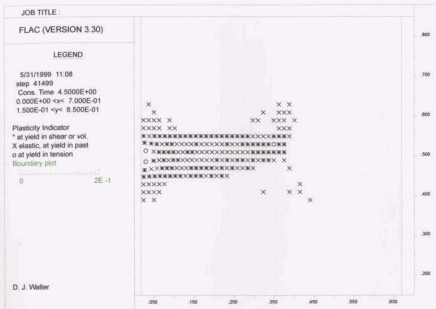 JOB TITLE :
FLAC (VERSION 3.30)
LEGEND
5/31/1999 11:08
step 41499
Cons. Time 4.5000E+00
0.000E+00 <x< 7.000E-01
1.500E-01 <y< 8.500E-01
Plasticity Indicator
* at yield in shear or vol.
X elastic, at yield in past
o at yield in tension
Boundary plot
0 2E -1
D. J. Walter
.800
.700
.600
.500
.400
.300
.200
.050 .150 .250 .350 .450 .550 .650